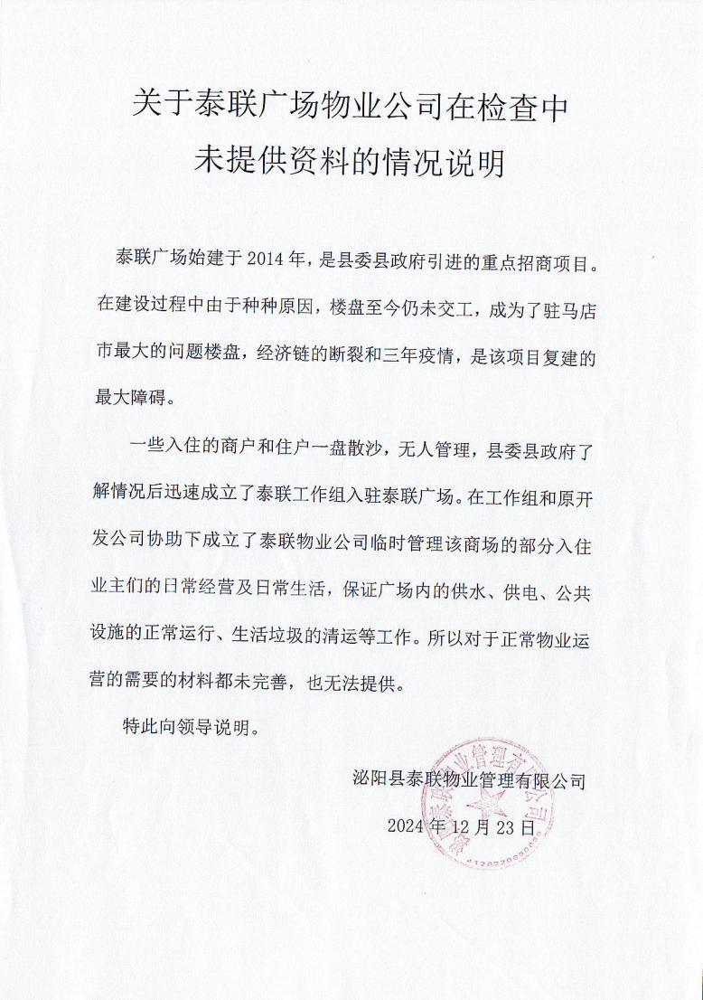 关于泰联广场物业公司在检查中
未提供资料的情况说明
泰联广场始建于 2014 年，是县委县政府引进的重点招商项目。
在建设过程中由于种种原因，楼盘至今仍未交工，成为了驻马店
市最大的问题楼盘，经济链的断裂和三年疫情，是该项目复建的
最大障碍。
一些入住的商户和住户一盘散沙，无人管理，县委县政府了
解情况后迅速成立了泰联工作组入驻泰联广场。在工作组和原开
发公司协助下成立了泰联物业公司临时管理该商场的部分入住
业主们的日常经营及日常生活，保证广场内的供水、供电、公共
设施的正常运行、生活垃圾的清运等工作。所以对于正常物业运
营的需要的材料都未完善，也无法提供。
特此向领导说明。
泌阳县泰联物业管理有限公司
2024 年 12 月 23 日
泌阳县泰联物业管理有限公司